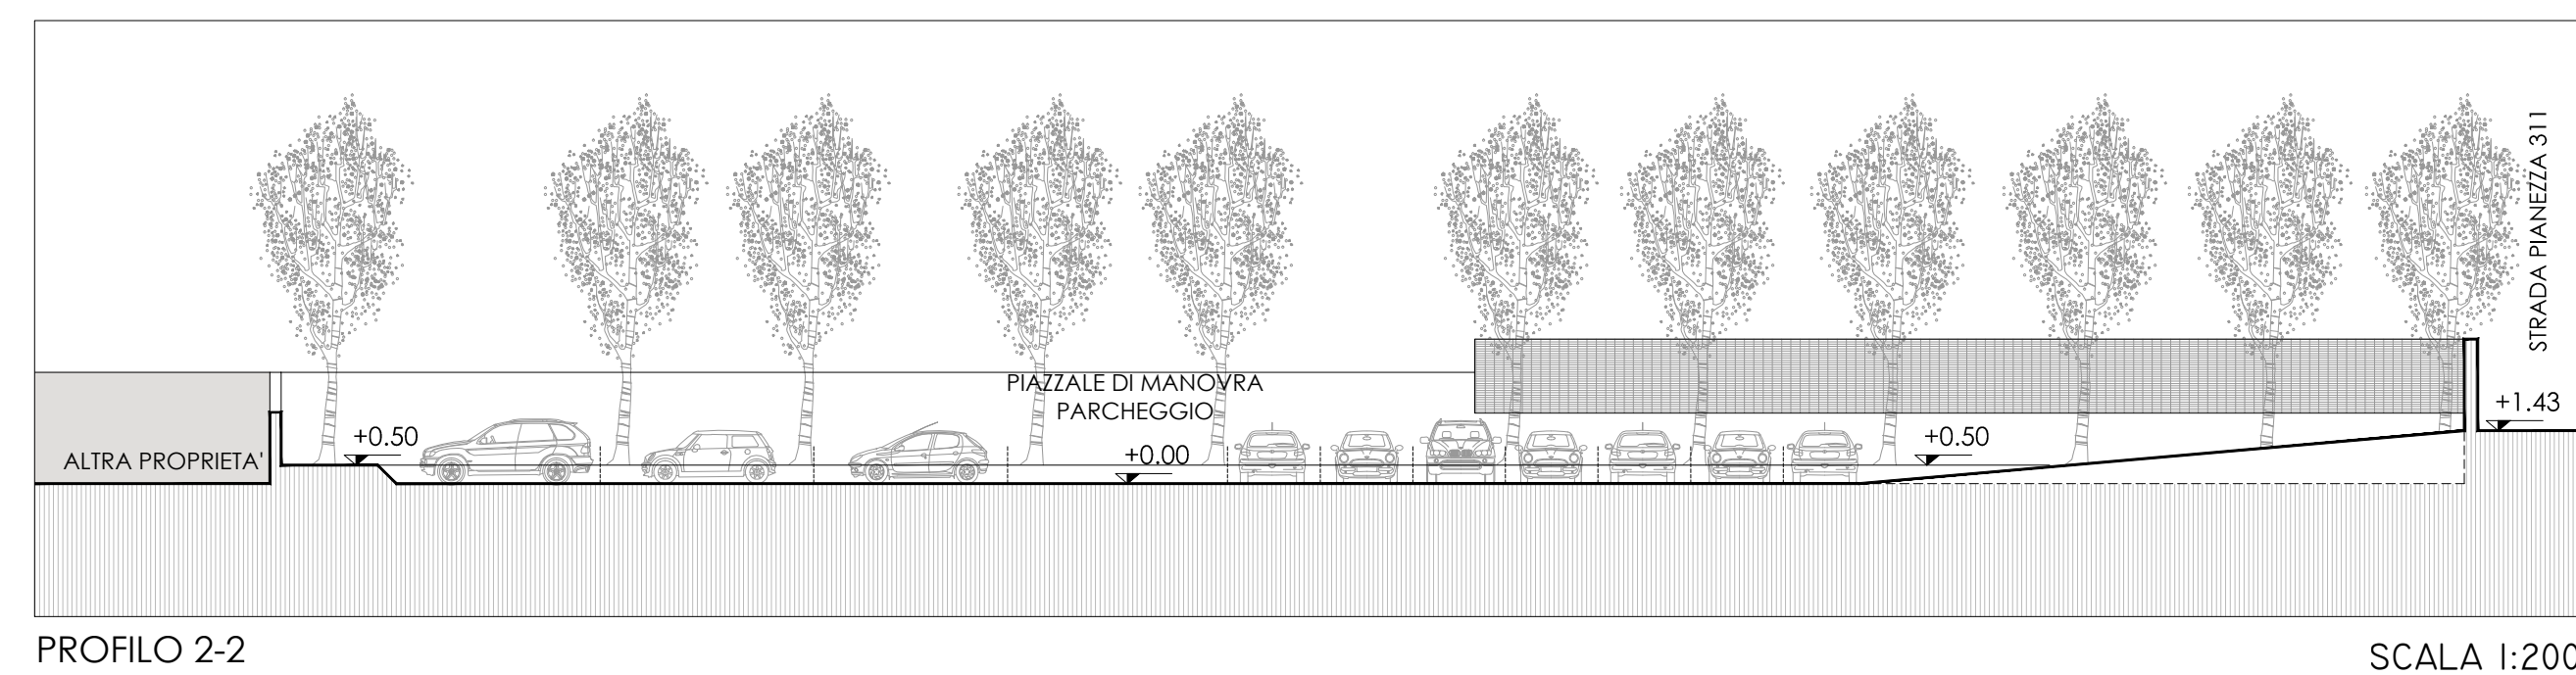 STRADA PIANEZZA 311
PIAZZALE DI MANOVRA
PARCHEGGIO
+1.43
+0.50
+0.50
+0.00
ALTRA PROPRIETA'
PROFILO 2-2
SCALA 1:200